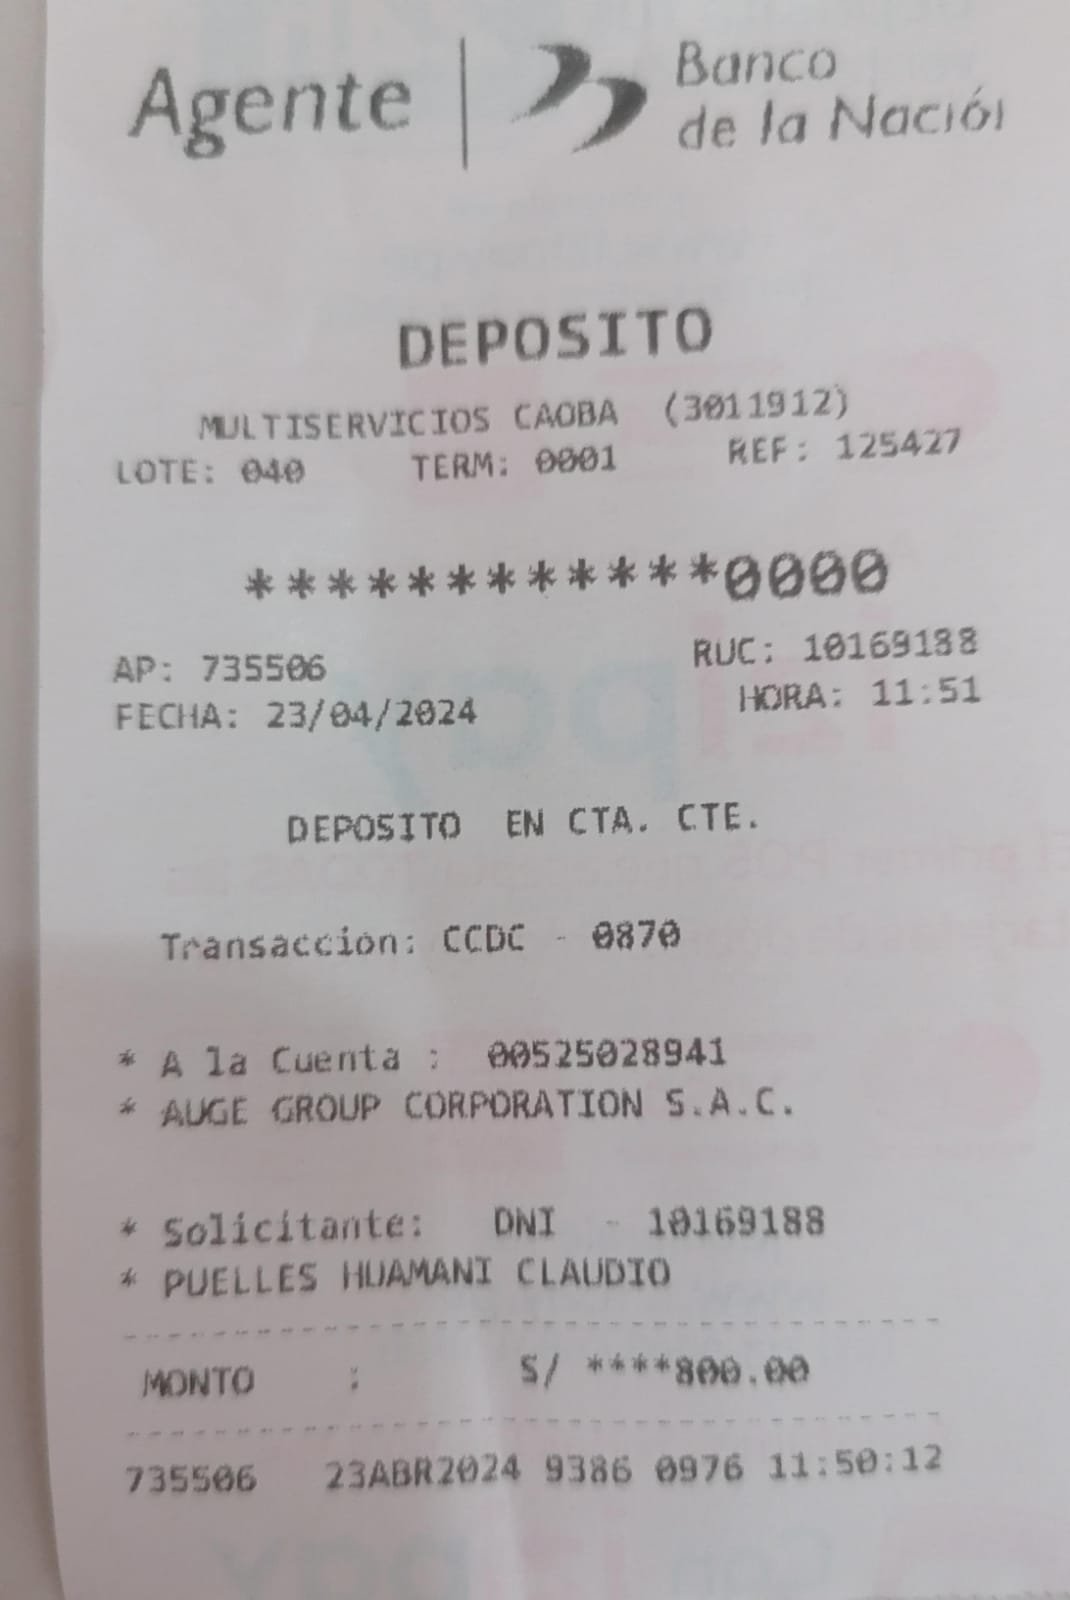 Agente | Banco
de la Nación
DEPOSITO
MULTISERVICIOS CAOBA (3011912)
LOTE: 040 TERM: 0001 REF: 125427
************0000
AP: 735506 RUC: 10169188
FECHA: 23/04/2024 HORA: 11:51
DEPOSITO EN CTA. CTE.
Transaccion: CCDC - 0870
* A la Cuenta : 00525028941
* AUGE GROUP CORPORATION S.A.C.
* Solicitante: DNI - 10169188
* PUELLES HUAMANI CLAUDIO
MONTO : S/ ****800.00
735506 23ABR2024 9386 0976 11:50:12